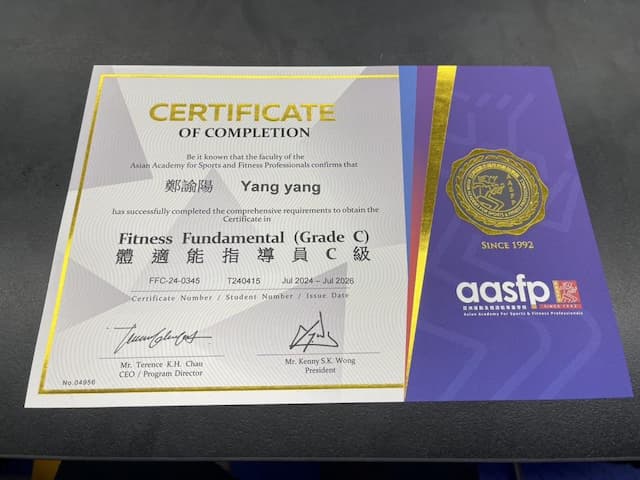 CERTIFICATE
OF COMPLETION
Be it known that the faculty of the
Asian Academy for Sports and Fitness Professionals confirms that
鄭諭陽 Yang yang
has successfully completed the comprehensive requirements to obtain the
Certificate in
Fitness Fundamental (Grade C)
體適能指導員C級
FFC-24-0345 T240415 Jul 2024 – Jul 2026
Certificate Number / Student Number / Issue Date
Mr. Terence K.H. Chau
CEO / Program Director
Mr. Kenny S.K. Wong
President
No.04956
SINCE 1992
aasfp
SINCE 1992
Asian Academy For Sports & Fitness Professionals